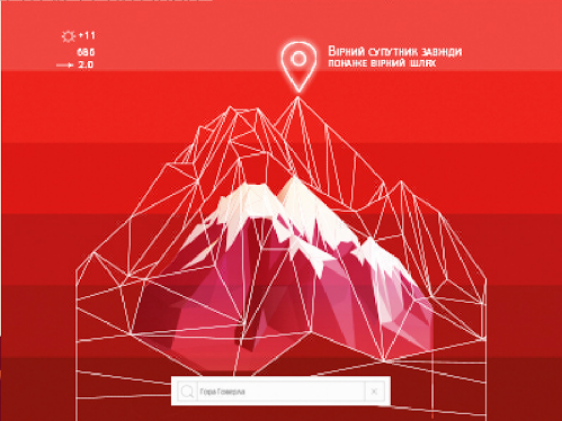 +11
686
2.0
Вірний супутник завжди
покаже вірний шлях
Гора Говерла